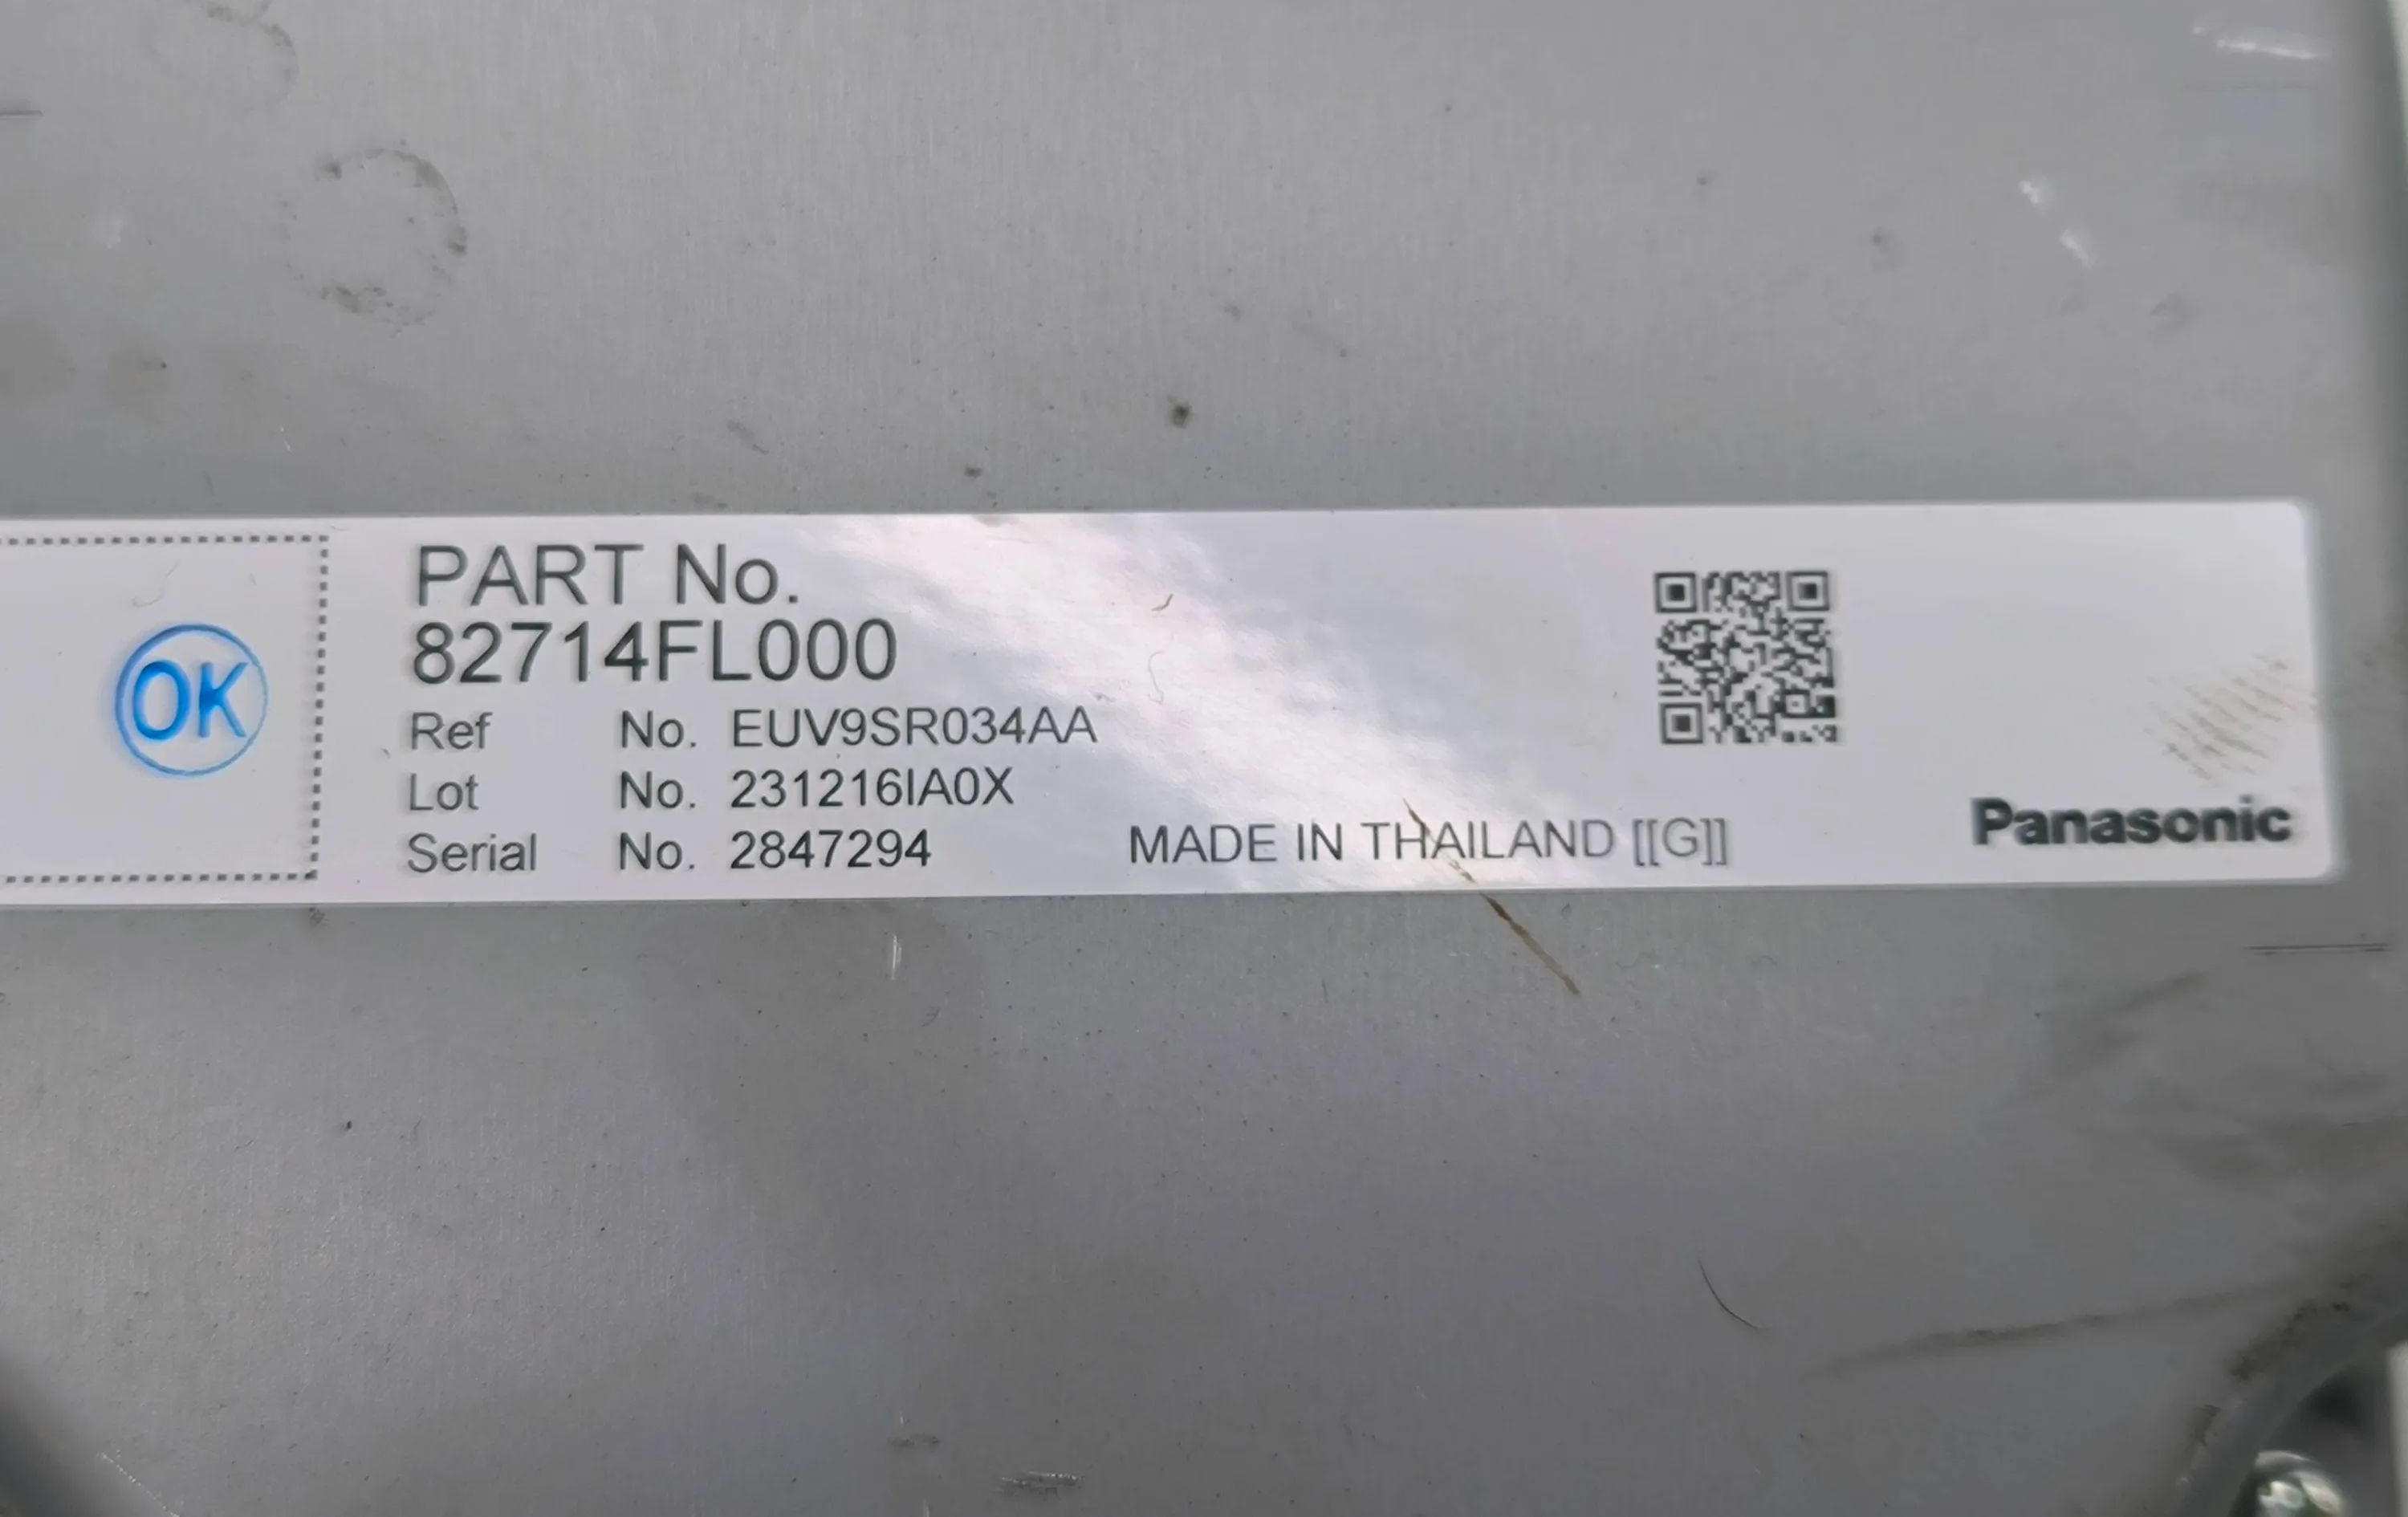 OK
PART No.
82714FL000
Ref No. EUV9SR034AA
Lot No. 231216IA0X
Serial No. 2847294
MADE IN THAILAND [[G]]
Panasonic